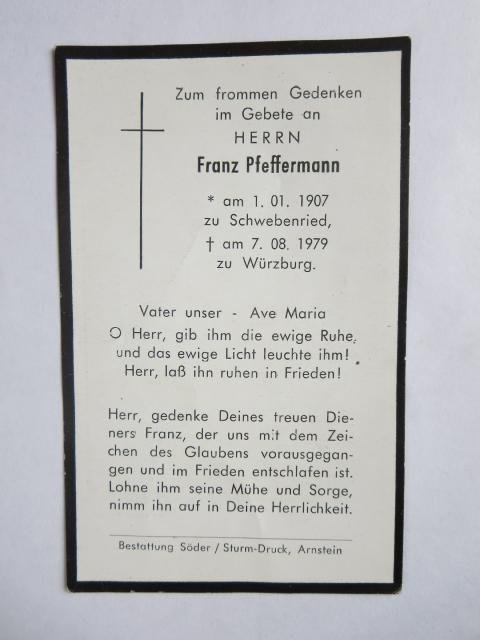 Zum frommen Gedenken
im Gebete an
HERRN
Franz Pfeffermann
* am 1. 01. 1907
zu Schwebenried,
† am 7. 08. 1979
zu Würzburg.
Vater unser - Ave Maria
O Herr, gib ihm die ewige Ruhe,
und das ewige Licht leuchte ihm!
Herr, laß ihn ruhen in Frieden!
Herr, gedenke Deines treuen Die-
ners Franz, der uns mit dem Zei-
chen des Glaubens vorausgegan-
gen und im Frieden entschlafen ist.
Lohne ihm seine Mühe und Sorge,
nimm ihn auf in Deine Herrlichkeit.
Bestattung Söder / Sturm-Druck, Arnstein